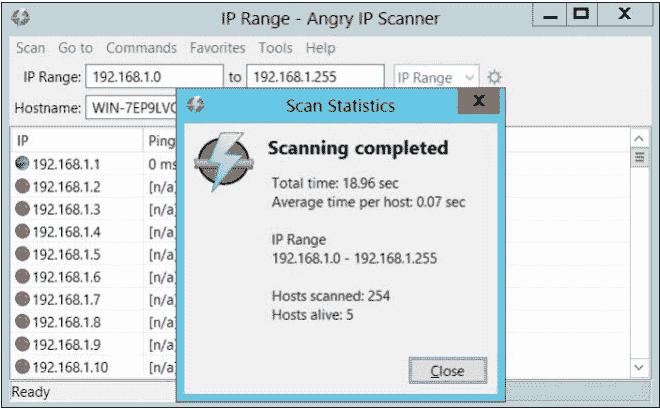 IP Range - Angry IP Scanner
Scan Go to Commands Favorites Tools Help
IP Range: 192.168.1.0 to 192.168.1.255 IP Range
Hostname: WIN-7EP9LVC
Scan Statistics
X
IP Ping
192.168.1.1 0 ms
192.168.1.2 [n/a]
192.168.1.3 [n/a]
192.168.1.4 [n/a]
192.168.1.5 [n/a]
192.168.1.6 [n/a]
192.168.1.7 [n/a]
192.168.1.8 [n/a]
192.168.1.9 [n/a]
192.168.1.10 [n/a]
Scanning completed
Total time: 18.96 sec
Average time per host: 0.07 sec
IP Range
192.168.1.0 - 192.168.1.255
Hosts scanned: 254
Hosts alive: 5
Close
Ready